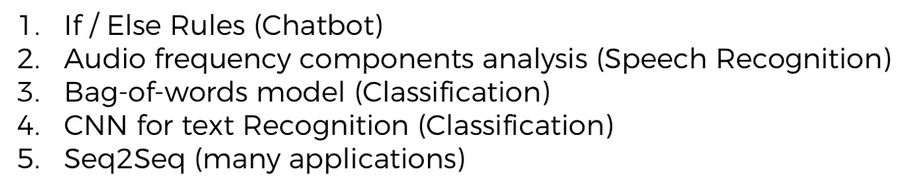 1. If / Else Rules (Chatbot)
2. Audio frequency components analysis (Speech Recognition)
3. Bag-of-words model (Classification)
4. CNN for text Recognition (Classification)
5. Seq2Seq (many applications)